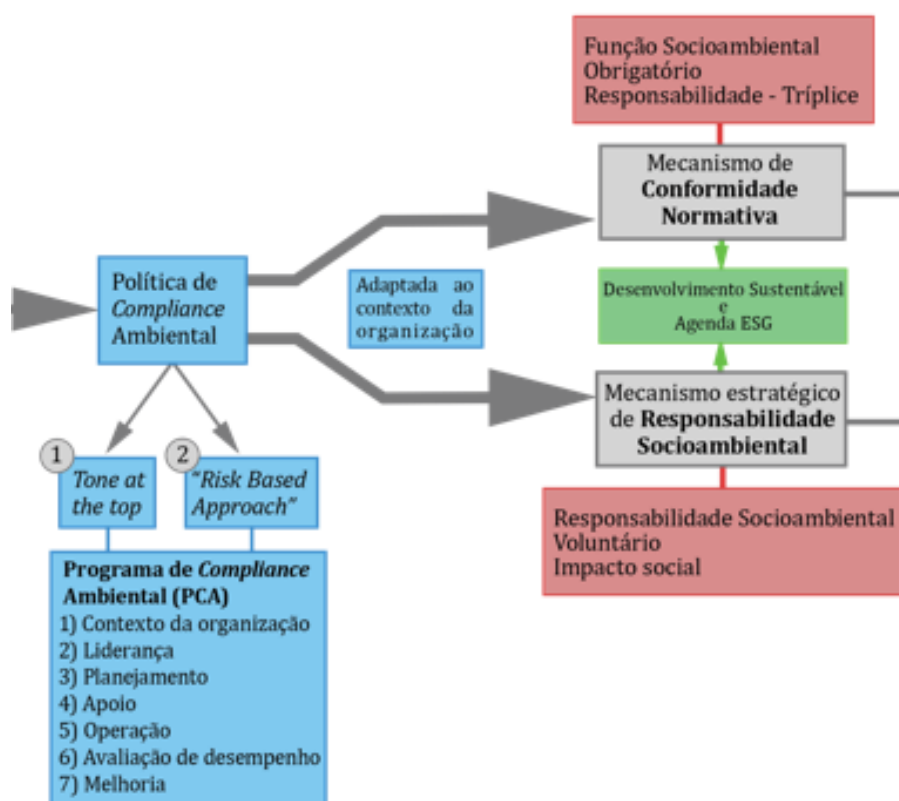 Função Socioambiental
Obrigatório
Responsabilidade - Tríplice
Mecanismo de
Conformidade
Normativa
Política de
Compliance
Ambiental
Adaptada ao
contexto da
organização
Desenvolvimento Sustentável
e
Agenda ESG
Mecanismo estratégico
de Responsabilidade
Socioambiental
1
Tone at
the top
2
"Risk Based
Approach"
Responsabilidade Socioambiental
Voluntário
Impacto social
Programa de Compliance
Ambiental (PCA)
1) Contexto da organização
2) Liderança
3) Planejamento
4) Apoio
5) Operação
6) Avaliação de desempenho
7) Melhoria